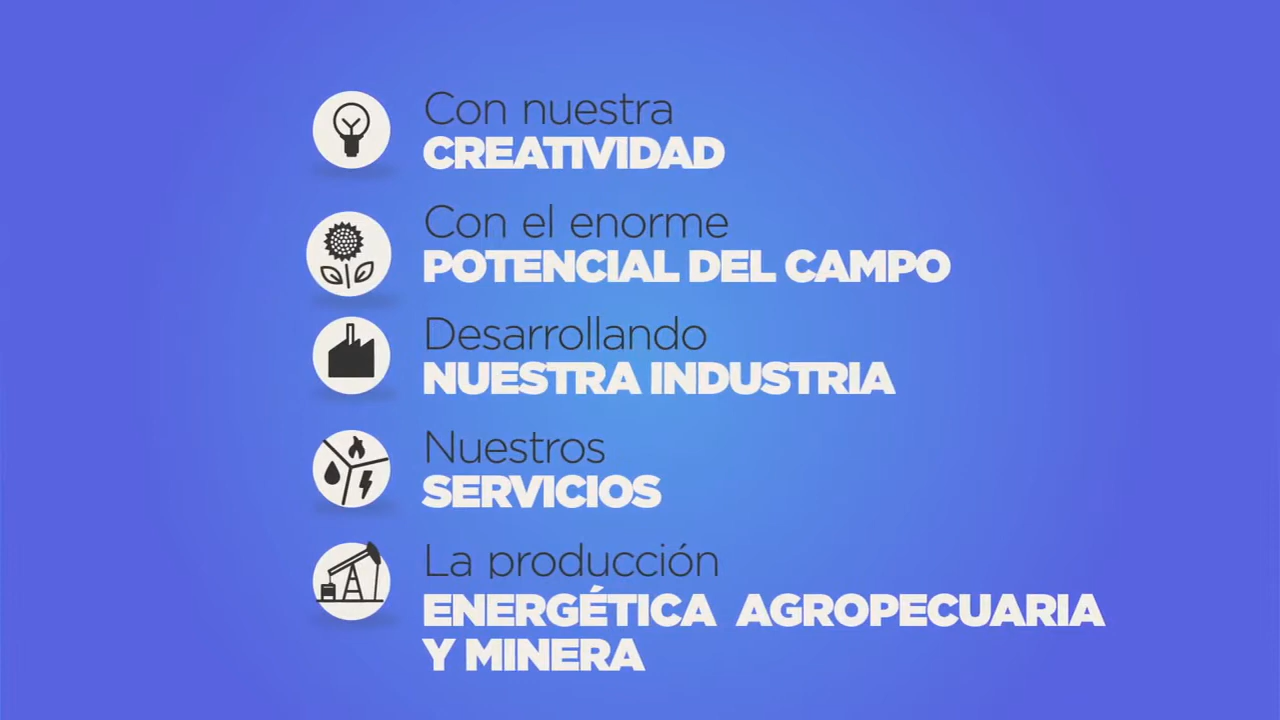 Con nuestra
CREATIVIDAD
Con el enorme
POTENCIAL DEL CAMPO
Desarrollando
NUESTRA INDUSTRIA
Nuestros
SERVICIOS
La producción
ENERGÉTICA AGROPECUARIA
Y MINERA